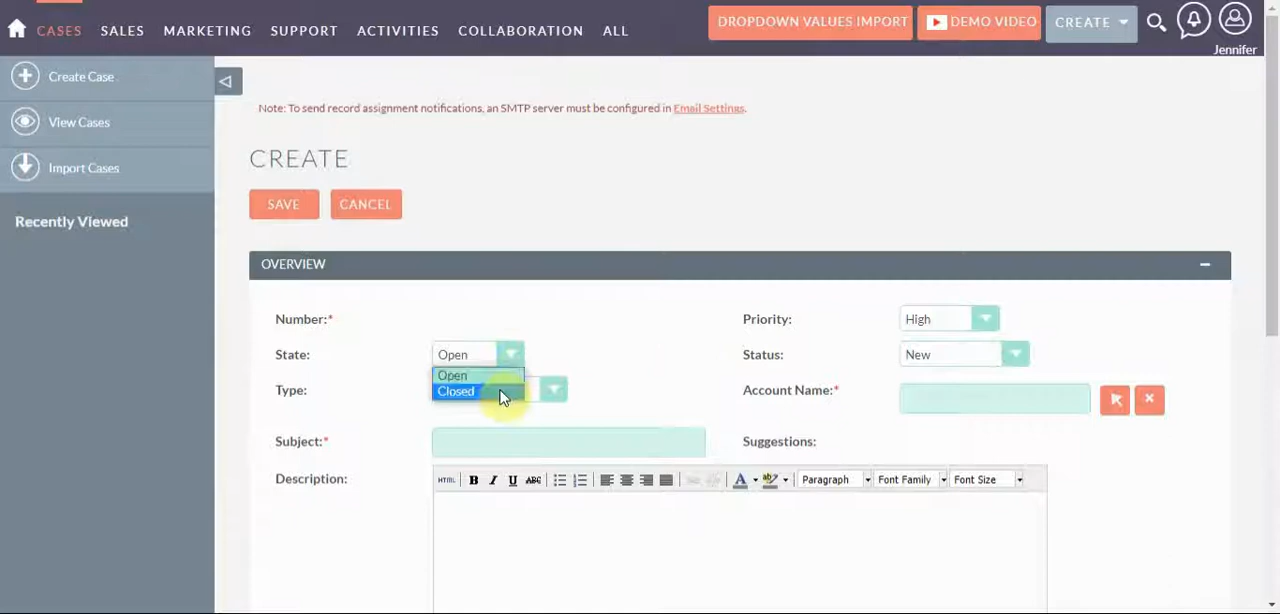 CASES SALES MARKETING SUPPORT ACTIVITIES COLLABORATION ALL DROPDOWN VALUES IMPORT DEMO VIDEO CREATE
Jennifer
Create Case
View Cases
Import Cases
Recently Viewed
Note: To send record assignment notifications, an SMTP server must be configured in Email Settings.
CREATE
SAVE CANCEL
OVERVIEW
Number:* Priority: High
State: Open Status: New
Open
Closed
Type: Account Name:*
Subject:* Suggestions:
Description: HTML B I U ABC A ab Paragraph Font Family Font Size